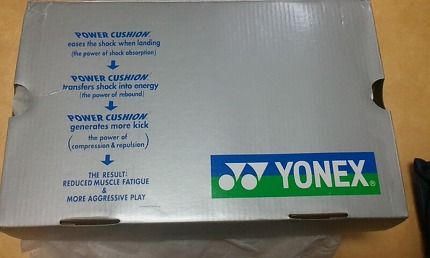 POWER CUSHION
eases the shock when landing
(the power of shock absorption)
POWER CUSHION
transfers shock into energy
(the power of rebound)
POWER CUSHION
generates more kick
(the power of
compression & repulsion)
THE RESULT:
REDUCED MUSCLE FATIGUE
&
MORE AGGRESSIVE PLAY
YONEX®